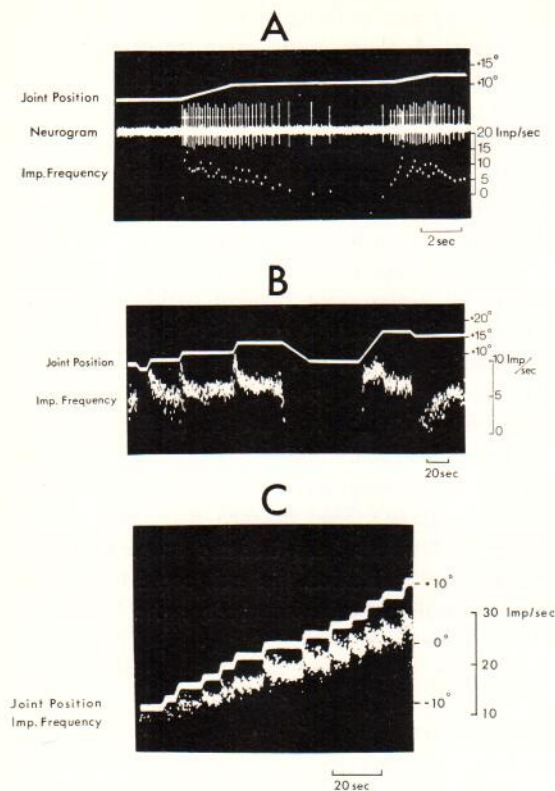 A
+15°
+10°
Joint Position
Neurogram
20 Imp/sec
15
Imp. Frequency
10
5
0
2 sec
B
+20°
+15°
Joint Position
+10°
10 Imp/
/sec
Imp. Frequency
5
0
20sec
C
+10°
30 Imp/sec
0°
20
-10°
Joint Position
10
Imp. Frequency
20 sec